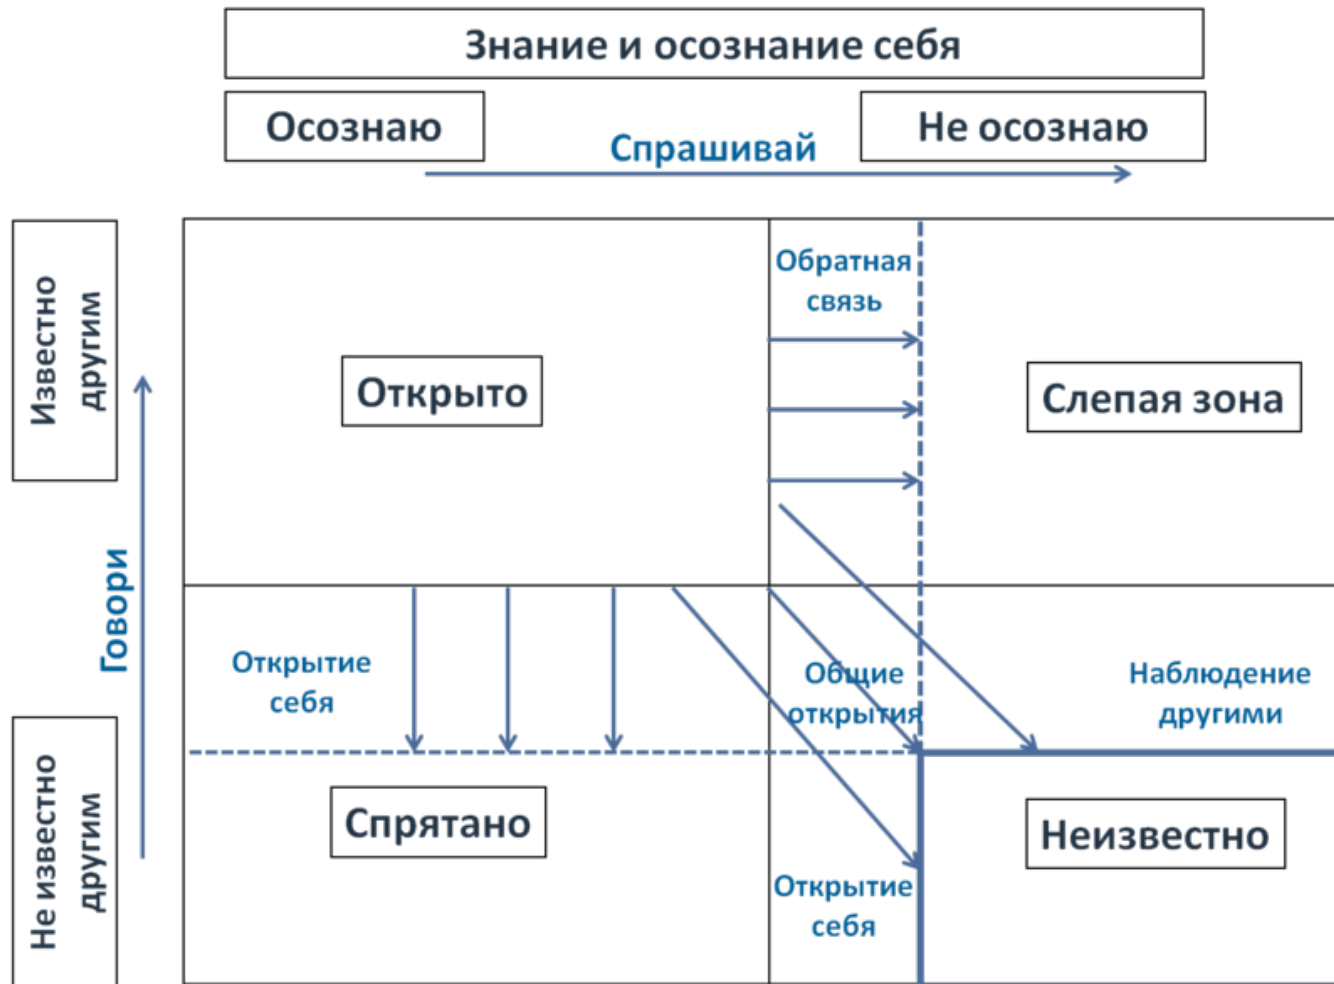 Знание и осознание себя
Осознаю
Спрашивай
Не осознаю
Известно
другим
Обратная
связь
Открыто
Слепая зона
Говори
Открытие
себя
Общие
открытия
Наблюдение
другими
Не известно
другим
Спрятано
Неизвестно
Открытие
себя